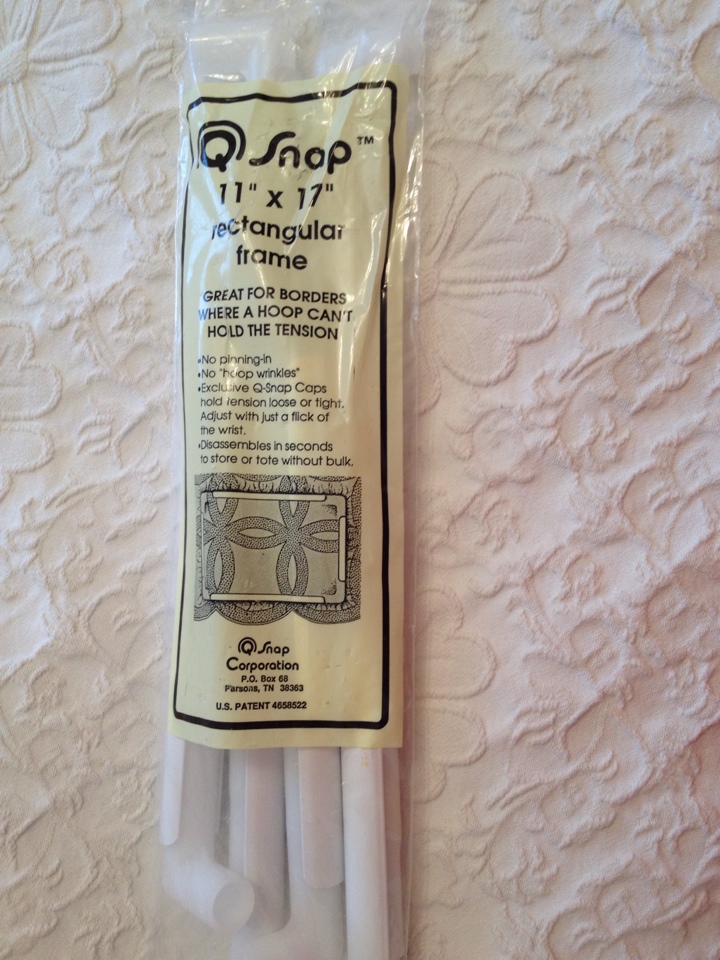 Q Snap™
11" x 17"
rectangular
frame
GREAT FOR BORDERS
WHERE A HOOP CAN'T
HOLD THE TENSION
•No pinning-in
•No "hoop wrinkles"
•Exclusive Q-Snap Caps
hold tension loose or tight.
Adjust with just a flick of
the wrist.
•Disassembles in seconds
to store or tote without bulk.
Q Snap
Corporation
P.O. Box 68
Parsons, TN 38363
U.S. PATENT 4658522